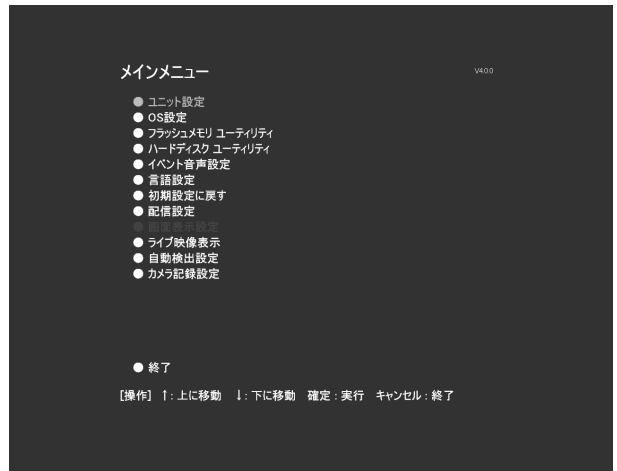 メインメニュー
V4.0.0
● ユニット設定
● OS設定
● フラッシュメモリ ユーティリティ
● ハードディスク ユーティリティ
● イベント音声設定
● 言語設定
● 初期設定に戻す
● 配信設定
● 画面表示設定
● ライブ映像表示
● 自動検出設定
● カメラ記録設定
● 終了
[操作] ↑: 上に移動 ↓: 下に移動 確定 : 実行 キャンセル : 終了